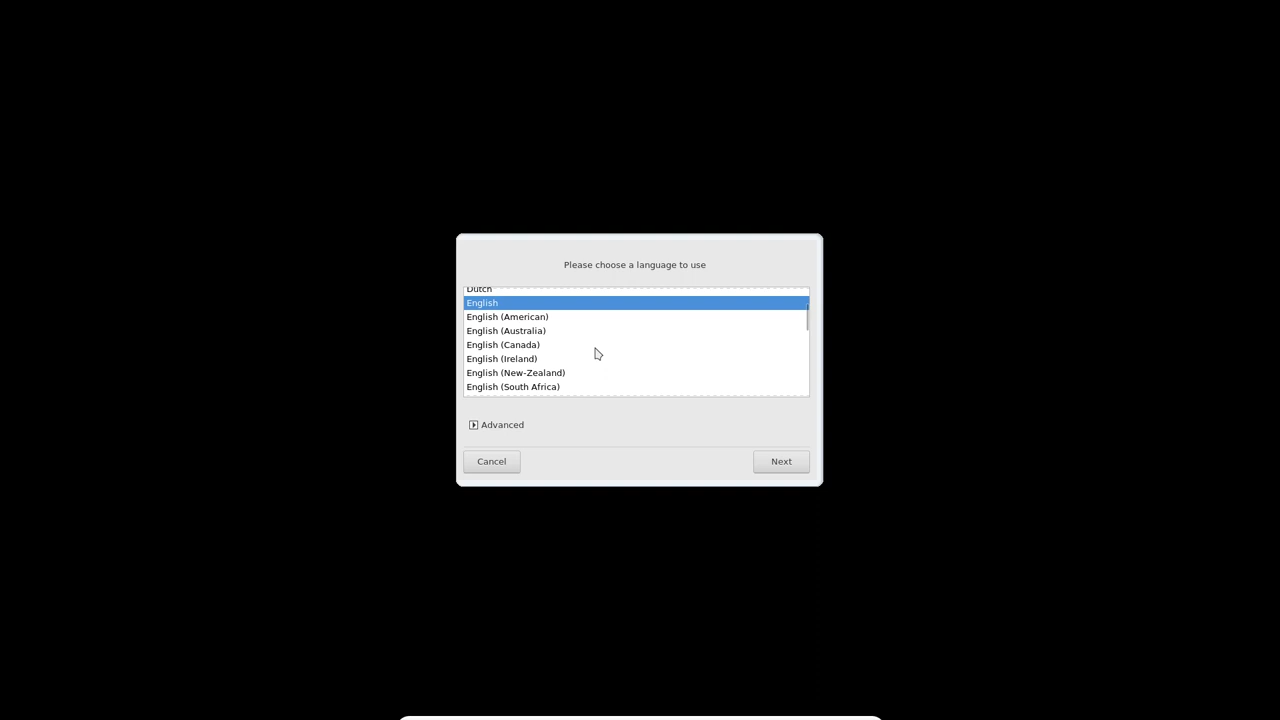 Please choose a language to use
Dutch
English
English (American)
English (Australia)
English (Canada)
English (Ireland)
English (New-Zealand)
English (South Africa)
Advanced
Cancel
Next